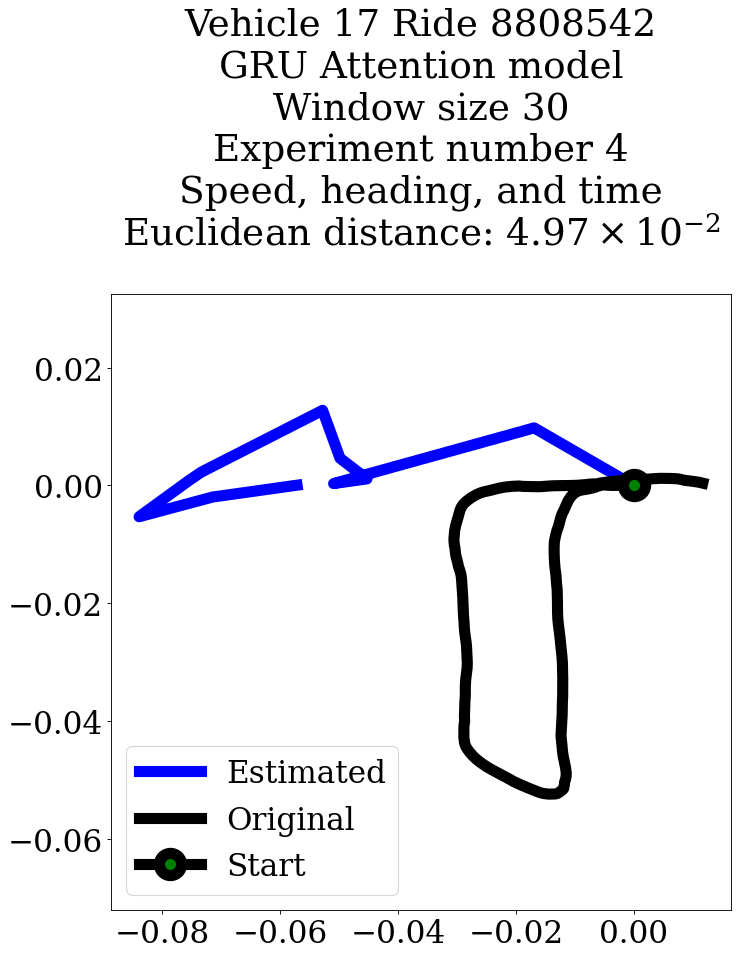 Vehicle 17 Ride 8808542
GRU Attention model
Window size 30
Experiment number 4
Speed, heading, and time
Euclidean distance: 4.97 × 10⁻²
0.02
0.00
−0.02
−0.04
−0.06
Estimated
Original
Start
−0.08 −0.06 −0.04 −0.02 0.00